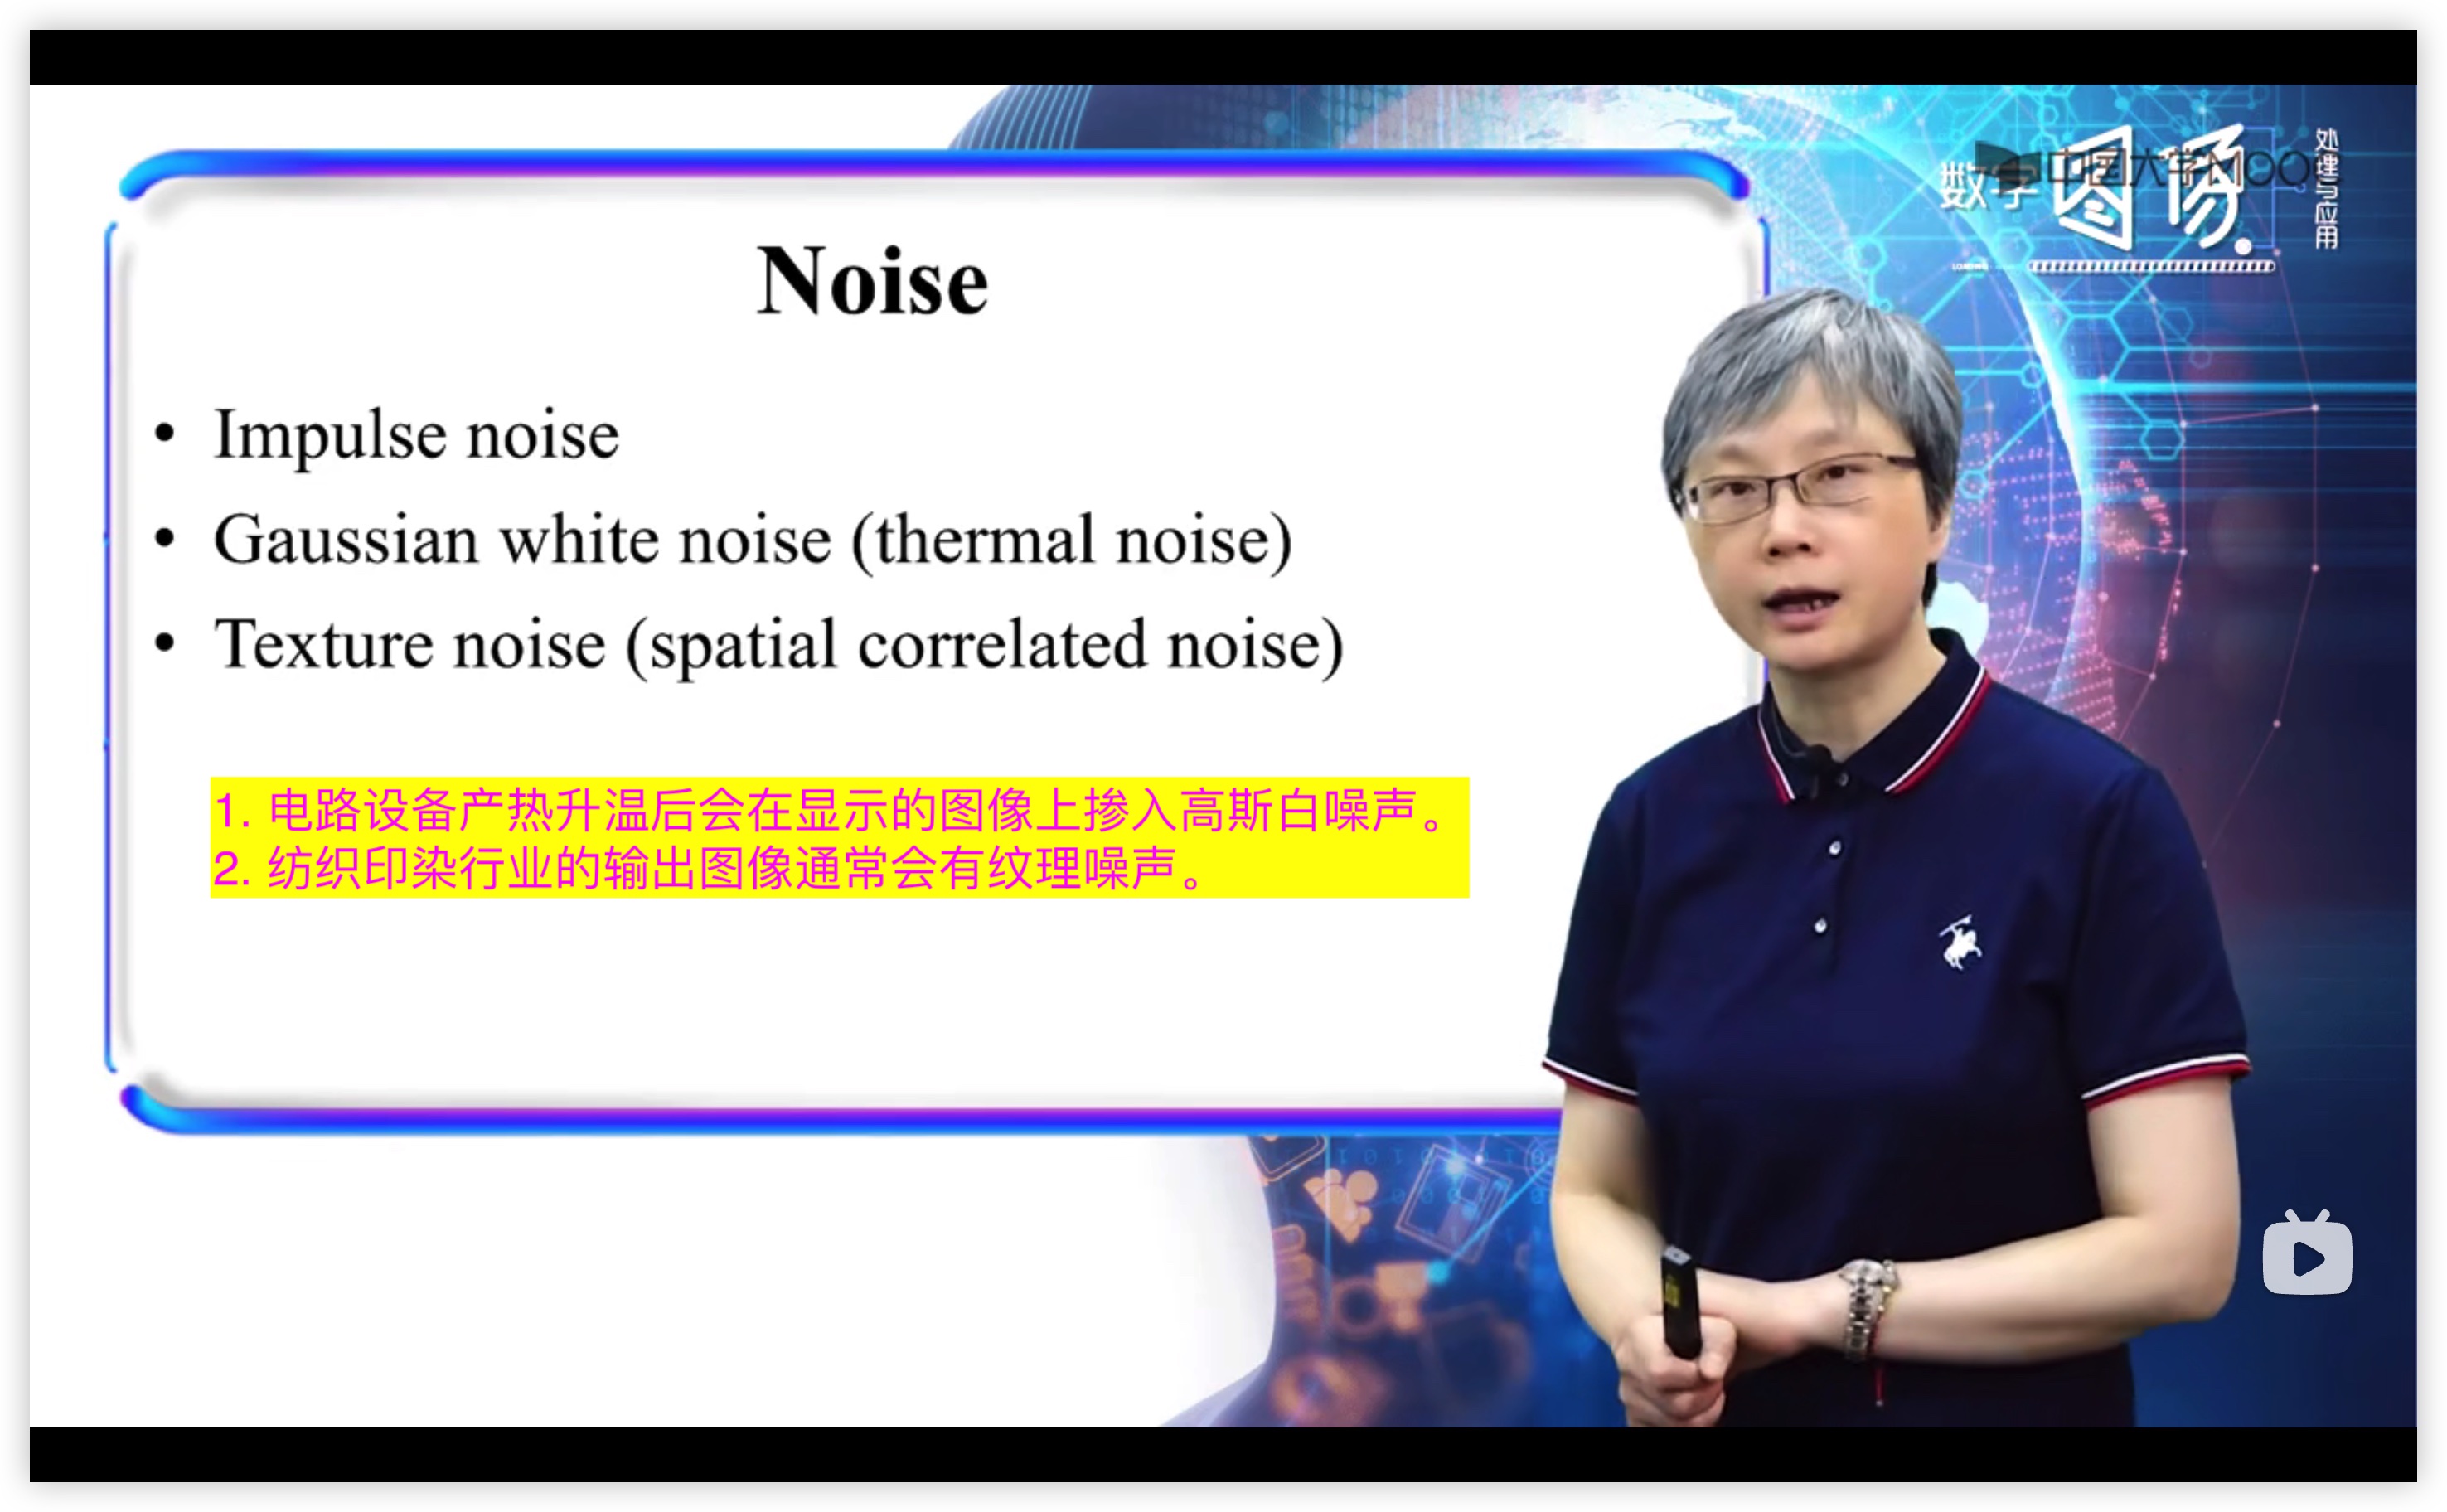 数字图像
处理与应用
中国大学MOOC
Noise
• Impulse noise
• Gaussian white noise (thermal noise)
• Texture noise (spatial correlated noise)
1. 电路设备产热升温后会在显示的图像上掺入高斯白噪声。
2. 纺织印染行业的输出图像通常会有纹理噪声。